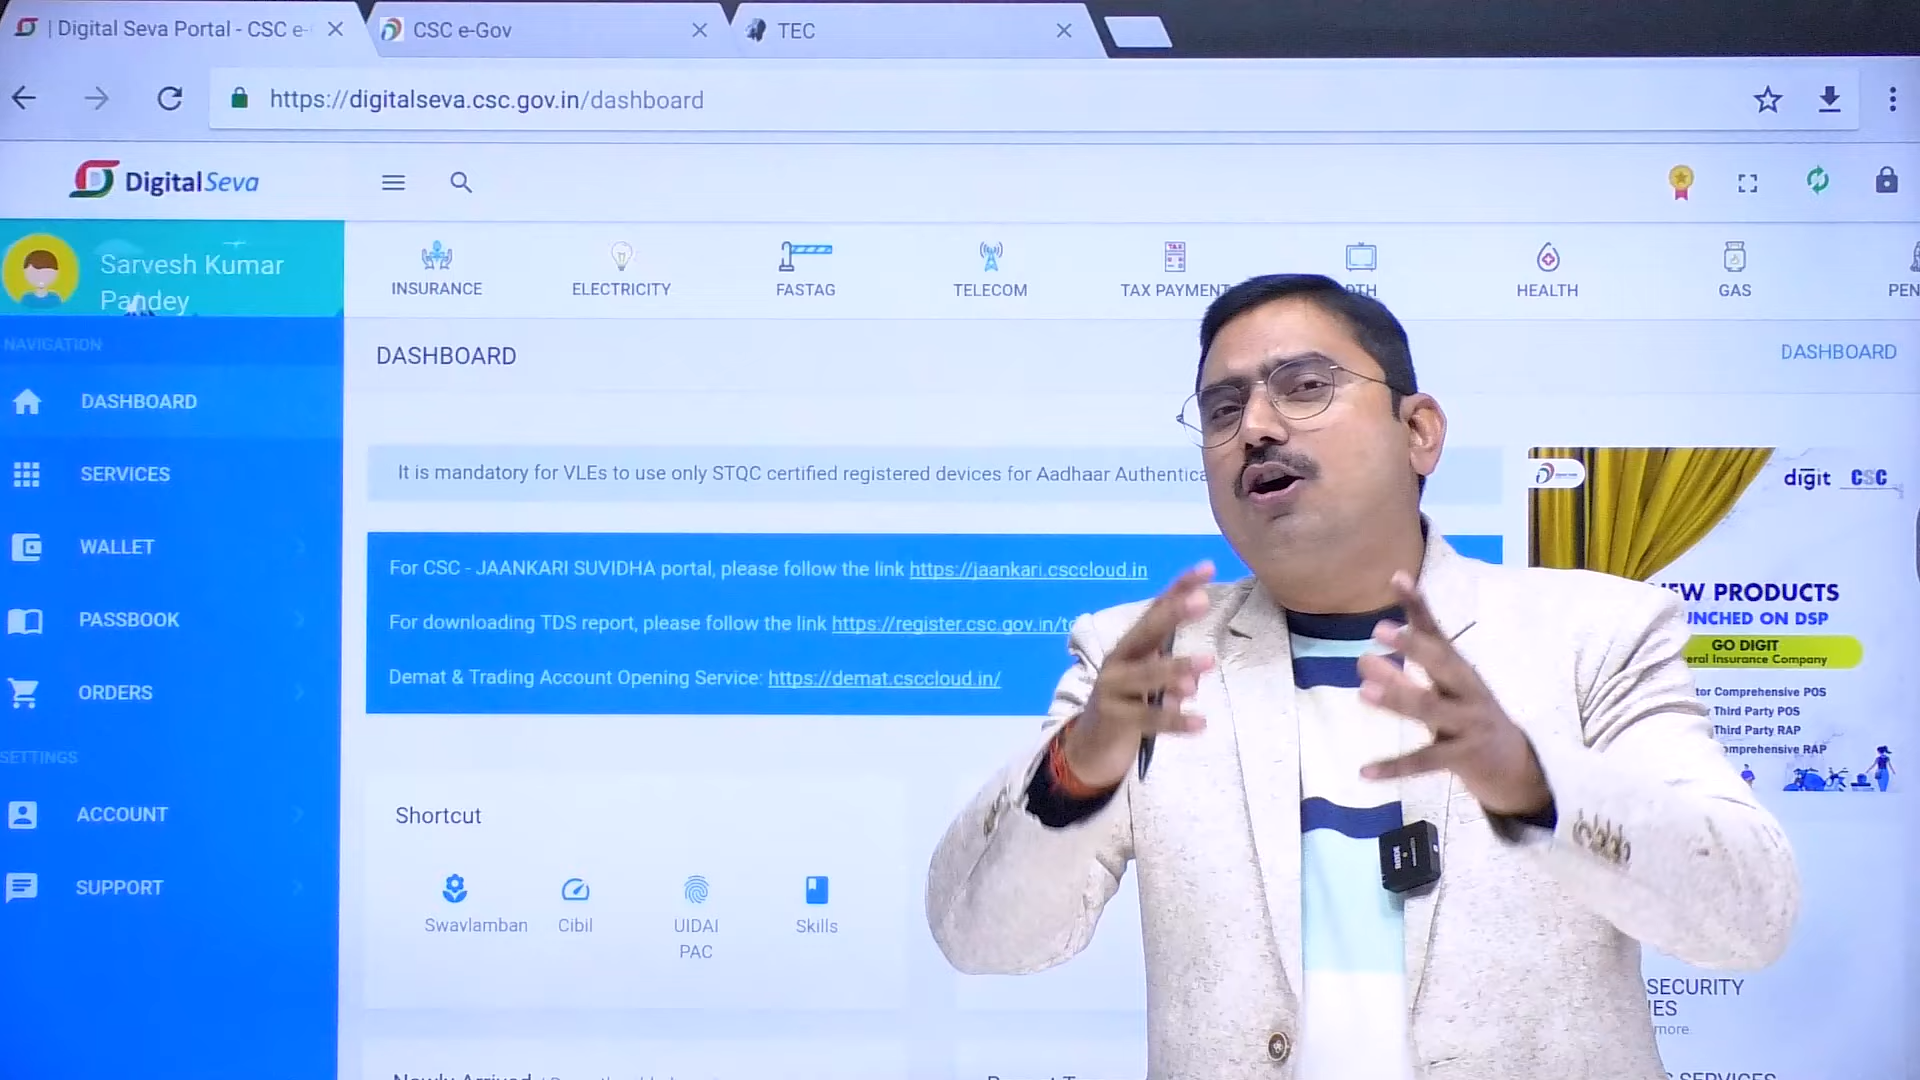 | Digital Seva Portal - CSC e-
CSC e-Gov
TEC
https://digitalseva.csc.gov.in/dashboard
DigitalSeva
Sarvesh Kumar
Pandey
INSURANCE
ELECTRICITY
FASTAG
TELECOM
TAX PAYMENT
DTH
HEALTH
GAS
PEN
NAVIGATION
DASHBOARD
SERVICES
WALLET
PASSBOOK
ORDERS
SETTINGS
ACCOUNT
SUPPORT
DASHBOARD
DASHBOARD
It is mandatory for VLEs to use only STQC certified registered devices for Aadhaar Authentica
For CSC - JAANKARI SUVIDHA portal, please follow the link https://jaankari.csccloud.in
For downloading TDS report, please follow the link https://register.csc.gov.in/
Demat & Trading Account Opening Service: https://demat.csccloud.in/
digit CSC
EW PRODUCTS
UNCHED ON DSP
GO DIGIT
eral Insurance Company
tor Comprehensive POS
Third Party POS
Third Party RAP
omprehensive RAP
Shortcut
Swavlamban
Cibil
UIDAI
PAC
Skills
RØDE
SECURITY
IES
more